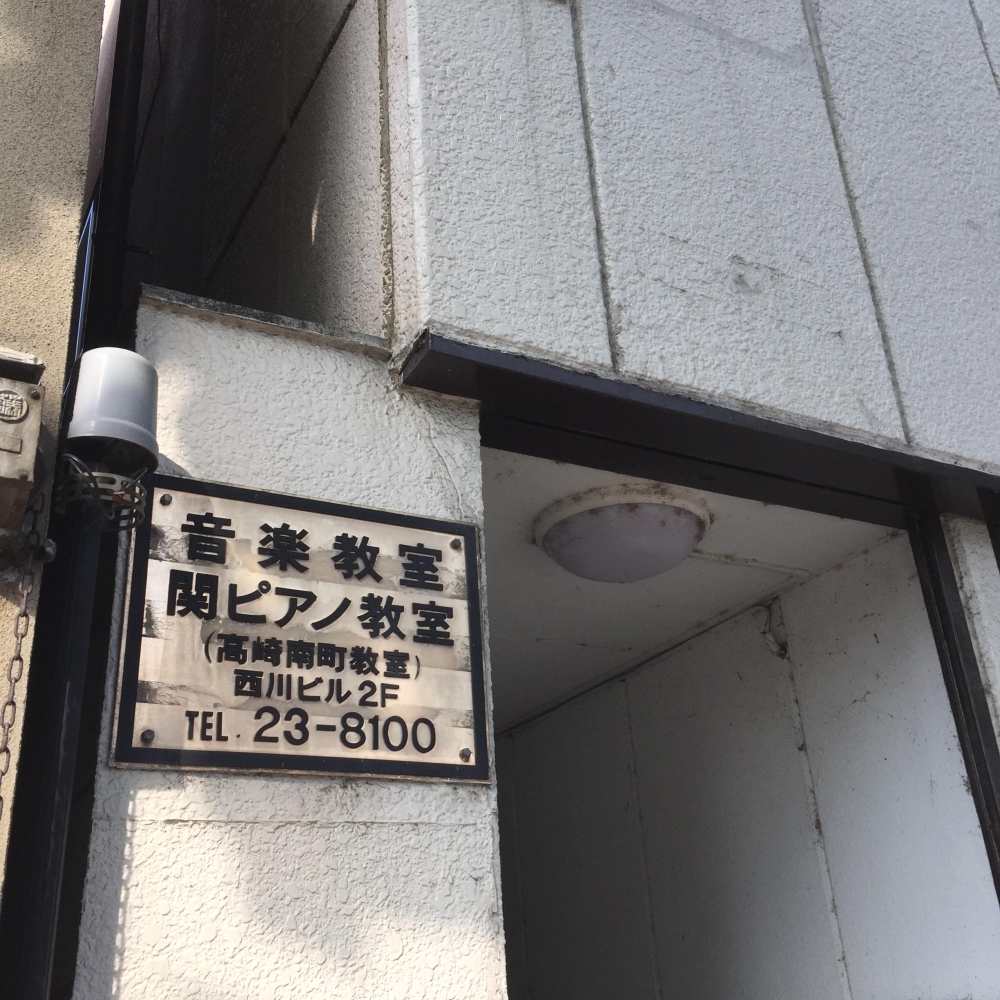 音楽教室
関ピアノ教室
(高崎南町教室)
西川ビル2F
TEL. 23-8100